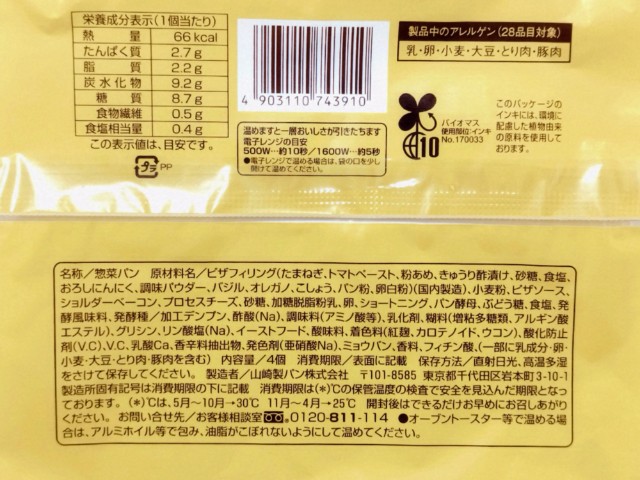 栄養成分表示(1個当たり)
熱量 66kcal
たんぱく質 2.7g
脂質 2.2g
炭水化物 9.2g
糖質 8.7g
食物繊維 0.5g
食塩相当量 0.4g
この表示値は、目安です。
プラ PP
4 903110 743910
温めますと一層おいしさが引きたちます
電子レンジの目安
500W…約10秒/1600W…約5秒
●電子レンジで温める場合は、袋の口を少し
開けて温めてください。
製品中のアレルゲン(28品目対象)
乳・卵・小麦・大豆・とり肉・豚肉
10
バイオマス
使用部位:インキ
No.170033
このパッケージの
インキには、環境に
配慮した植物由来
の原料を使用して
おります。
名称/惣菜パン 原材料名/ピザフィリング(たまねぎ、トマトペースト、粉あめ、きゅうり酢漬け、砂糖、食塩、
おろしにんにく、調味パウダー、バジル、オレガノ、こしょう、パン粉、卵白粉)(国内製造)、小麦粉、ピザソース、
ショルダーベーコン、プロセスチーズ、砂糖、加糖脱脂粉乳、卵、ショートニング、パン酵母、ぶどう糖、食塩、発
酵風味料、発酵種/加工デンプン、酢酸(Na)、調味料(アミノ酸等)、乳化剤、糊料(増粘多糖類、アルギン酸
エステル)、グリシン、リン酸塩(Na)、イーストフード、酸味料、着色料(紅麹、カロテノイド、ウコン)、酸化防止
剤(V.C)、V.C、乳酸Ca、香辛料抽出物、発色剤(亜硝酸Na)、ミョウバン、香料、フィチン酸、(一部に乳成分・卵・
小麦・大豆・とり肉・豚肉を含む) 内容量/4個 消費期限/表面に記載 保存方法/直射日光、高温多湿
をさけて保存してください。 製造者/山崎製パン株式会社 〒101-8585 東京都千代田区岩本町3-10-1
製造所固有記号は消費期限の下に記載 消費期限は(*)℃の保管温度の検査で安全を見込んだ期限となっ
ております。(*)℃は、5月〜10月→30℃ 11月〜4月→25℃ 開封後はできるだけお早めにお召しあがり
ください。 お問い合せ先/お客様相談室 0120-811-114 ●オーブントースター等で温める場
合は、アルミホイル等で包み、油脂がこぼれないようにして温めてください。